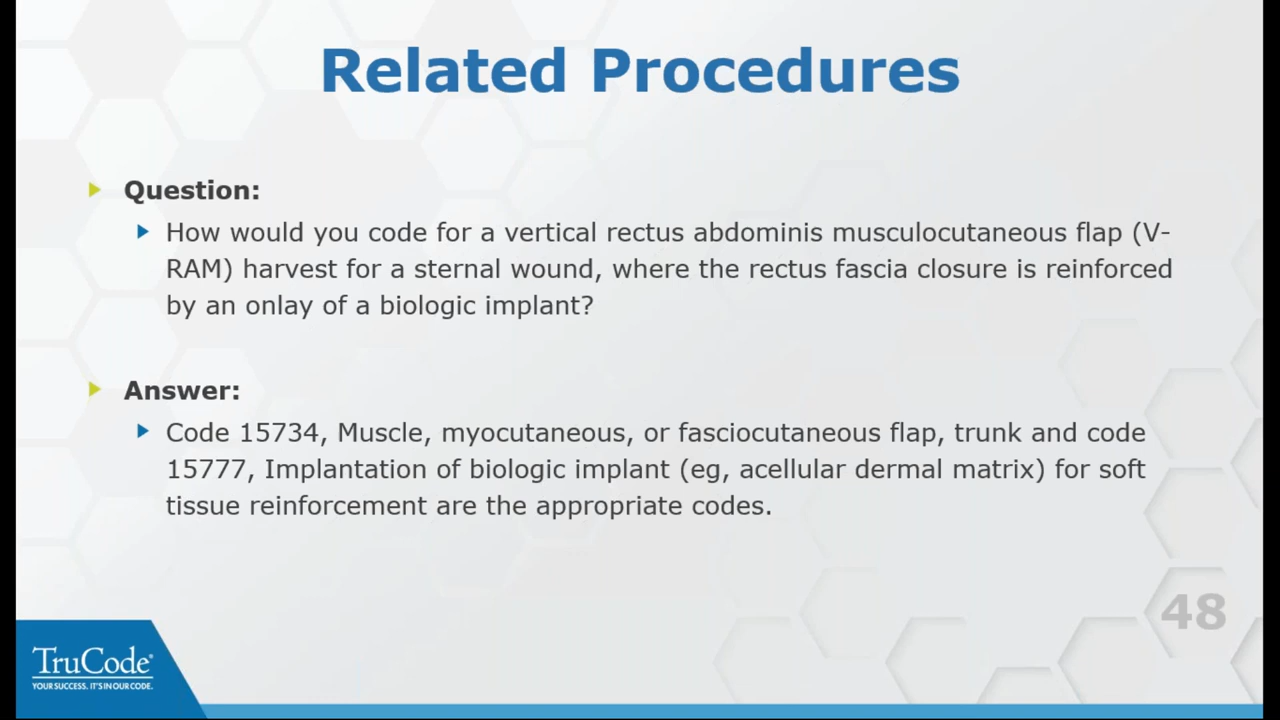 Related Procedures
Question:
How would you code for a vertical rectus abdominis musculocutaneous flap (V-
RAM) harvest for a sternal wound, where the rectus fascia closure is reinforced
by an onlay of a biologic implant?
Answer:
Code 15734, Muscle, myocutaneous, or fasciocutaneous flap, trunk and code
15777, Implantation of biologic implant (eg, acellular dermal matrix) for soft
tissue reinforcement are the appropriate codes.
48
TruCode®
YOUR SUCCESS. IT'S IN OUR CODE.